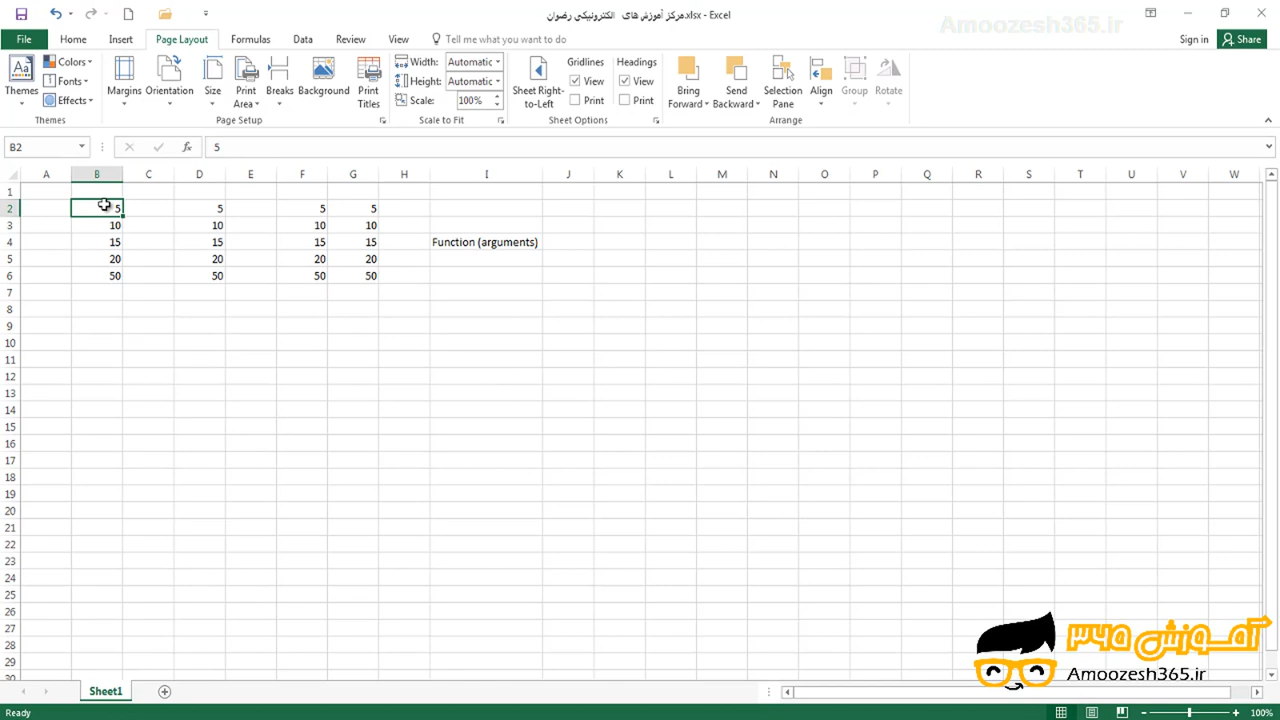 مرکز آموزش های الکترونیکی رضوان.xlsx - Excel
Amoozesh365.ir
File Home Insert Page Layout Formulas Data Review View Tell me what you want to do Sign in Share
Themes Colors Fonts Effects
Margins Orientation Size Print Area Breaks Background Print Titles
Width: Automatic
Height: Automatic
Scale: 100%
Sheet Right-to-Left
Gridlines View Print
Headings View Print
Bring Forward Send Backward Selection Pane Align Group Rotate
Themes Page Setup Scale to Fit Sheet Options Arrange
B2 fx 5
A B C D E F G H I J K L M N O P Q R S T U V W
1
2 5 5 5 5
3 10 10 10 10
4 15 15 15 15 Function (arguments)
5 20 20 20 20
6 50 50 50 50
7
8
9
10
11
12
13
14
15
16
17
18
19
20
21
22
23
24
25
26
27
28
29
30
آموزش ۳۶۵
Amoozesh365.ir
Sheet1
Ready 100%